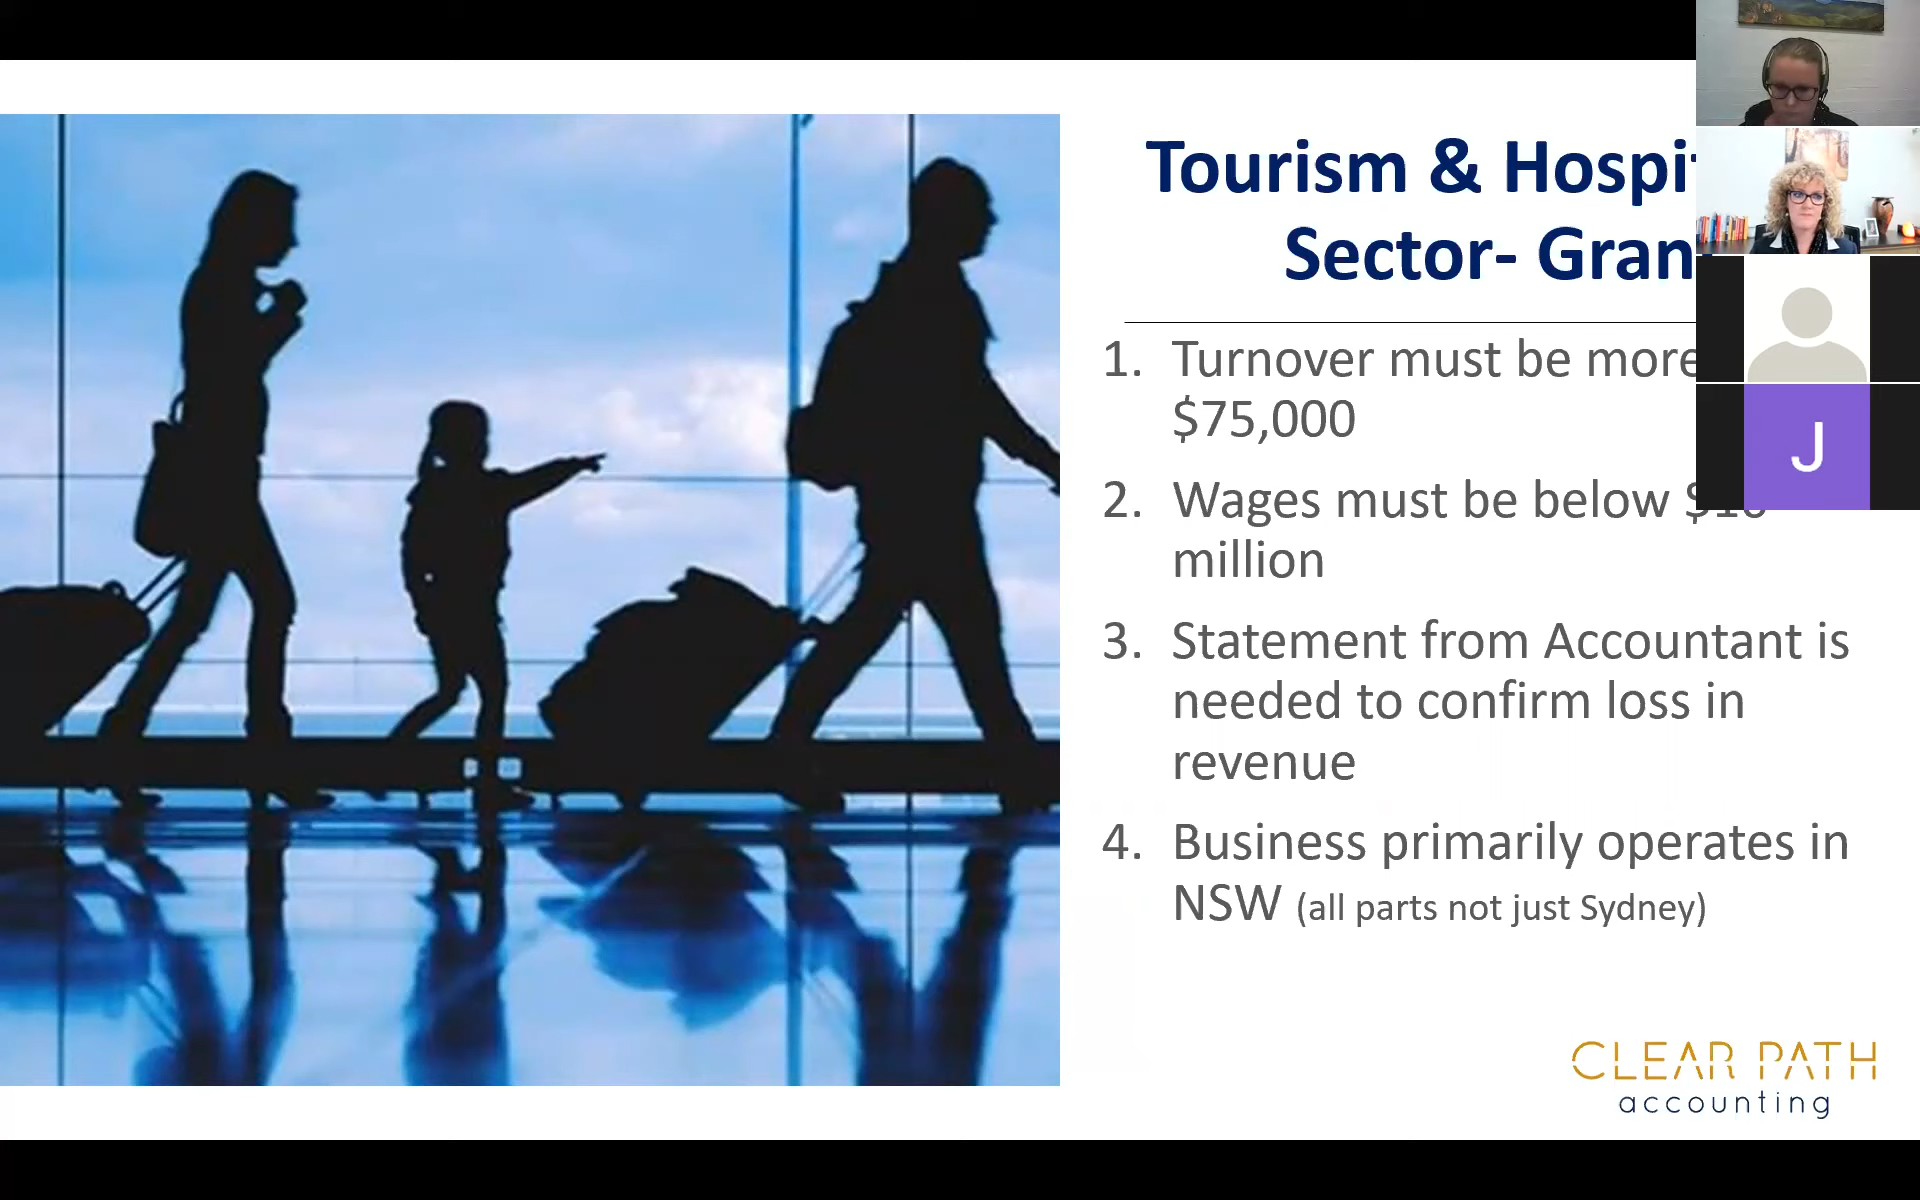 Tourism & Hospi
Sector- Gran
1. Turnover must be more
$75,000
2. Wages must be below
million
3. Statement from Accountant is
needed to confirm loss in
revenue
4. Business primarily operates in
NSW (all parts not just Sydney)
J
CLEAR PATH
accounting